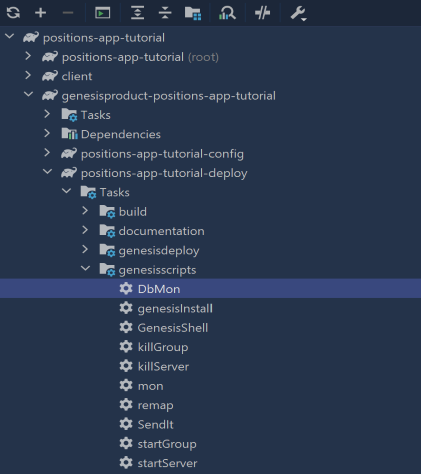 positions-app-tutorial
positions-app-tutorial (root)
client
genesisproduct-positions-app-tutorial
Tasks
Dependencies
positions-app-tutorial-config
positions-app-tutorial-deploy
Tasks
build
documentation
genesisdeploy
genesisscripts
DbMon
genesisInstall
GenesisShell
killGroup
killServer
mon
remap
SendIt
startGroup
startServer